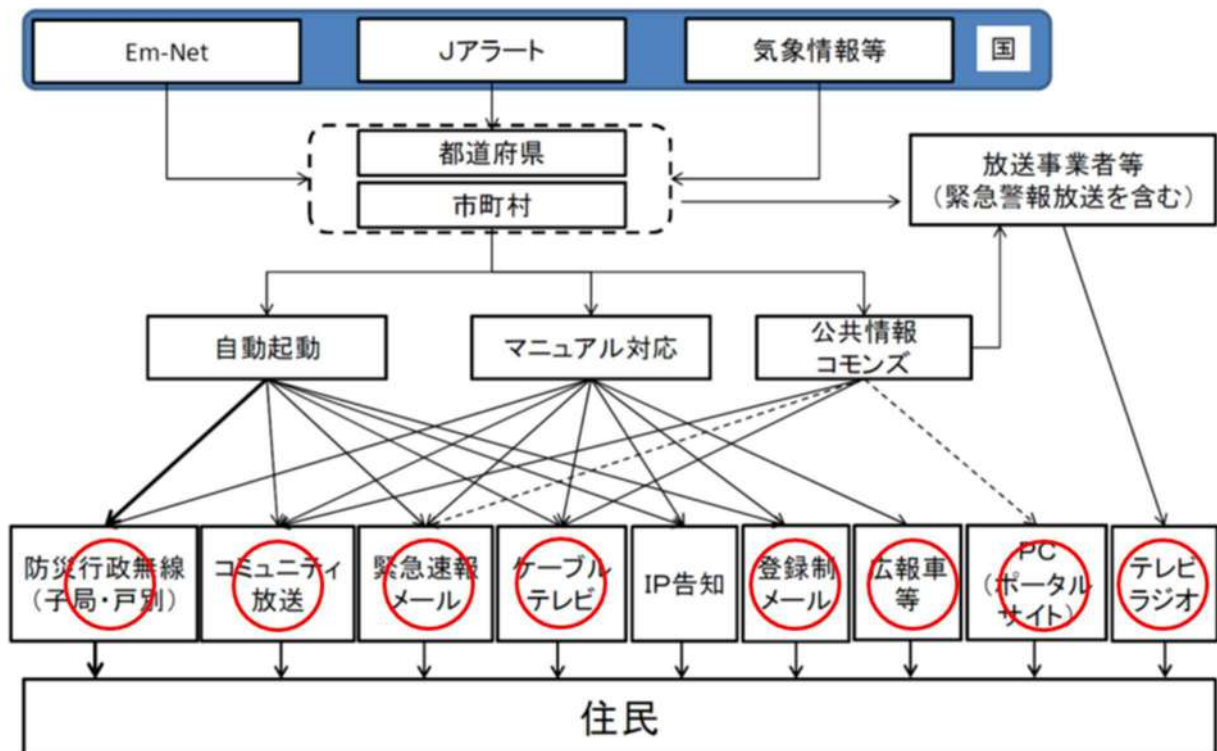 Em-Net
Jアラート
気象情報等
国
都道府県
市町村
放送事業者等
(緊急警報放送を含む)
自動起動
マニュアル対応
公共情報
コモンズ
防災行政無線
(子局・戸別)
コミュニティ
放送
緊急速報
メール
ケーブル
テレビ
IP告知
登録制
メール
広報車
等
PC
(ポータル
サイト)
テレビ
ラジオ
住民